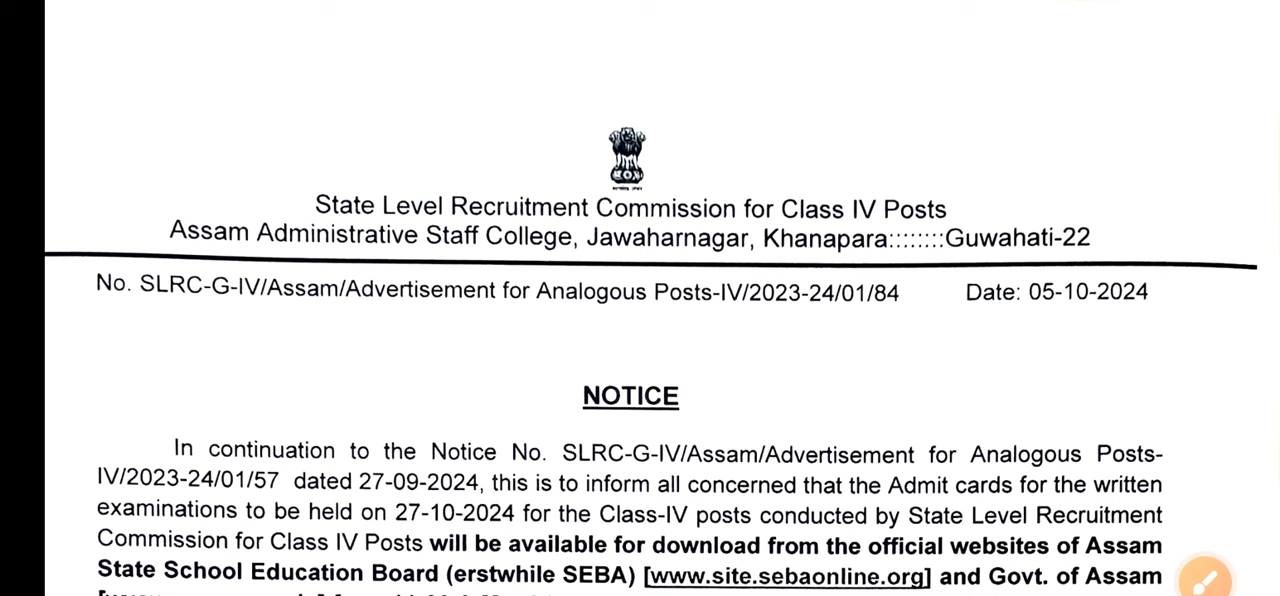 State Level Recruitment Commission for Class IV Posts
Assam Administrative Staff College, Jawaharnagar, Khanapara::::::::Guwahati-22
No. SLRC-G-IV/Assam/Advertisement for Analogous Posts-IV/2023-24/01/84 Date: 05-10-2024
NOTICE
In continuation to the Notice No. SLRC-G-IV/Assam/Advertisement for Analogous Posts-
IV/2023-24/01/57 dated 27-09-2024, this is to inform all concerned that the Admit cards for the written
examinations to be held on 27-10-2024 for the Class-IV posts conducted by State Level Recruitment
Commission for Class IV Posts will be available for download from the official websites of Assam
State School Education Board (erstwhile SEBA) [www.site.sebaonline.org] and Govt. of Assam